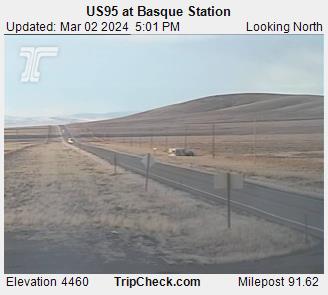 US95 at Basque Station
Updated: Mar 02 2024 5:01 PM Looking North
Elevation 4460 TripCheck.com Milepost 91.62